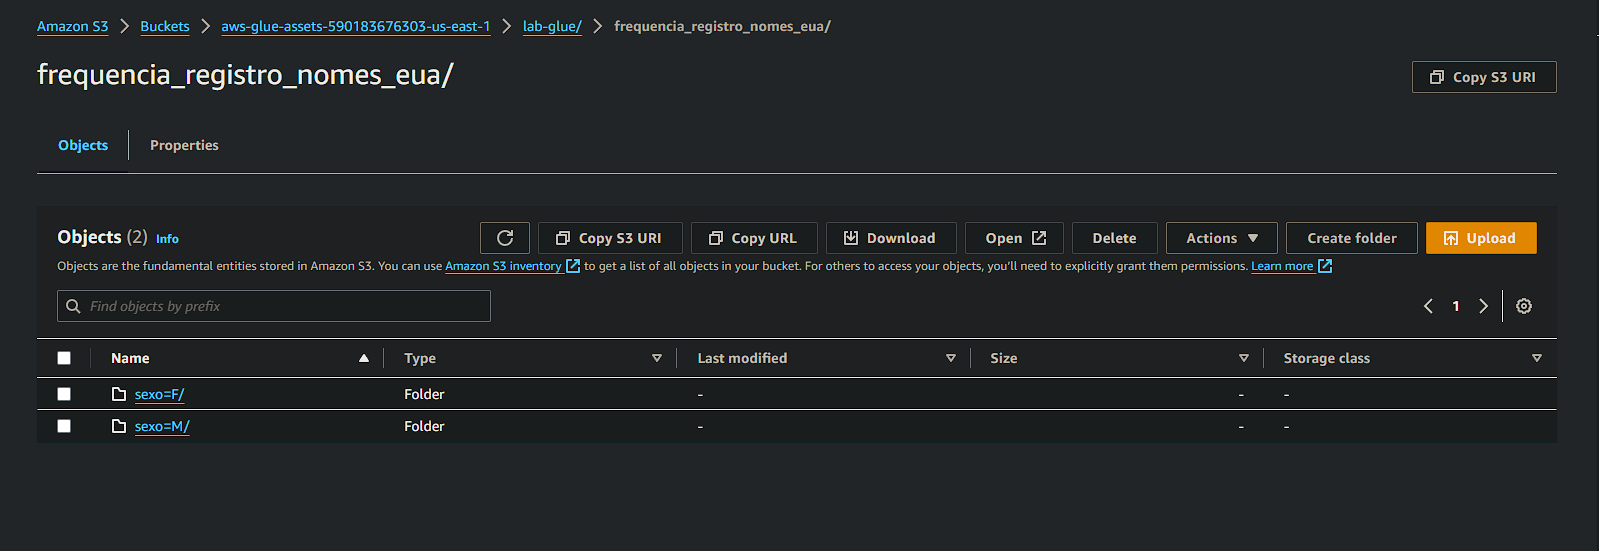 Amazon S3 > Buckets > aws-glue-assets-590183676303-us-east-1 > lab-glue/ > frequencia_registro_nomes_eua/
frequencia_registro_nomes_eua/
Copy S3 URI
Objects Properties
Objects (2) Info Copy S3 URI Copy URL Download Open Delete Actions Create folder Upload
Objects are the fundamental entities stored in Amazon S3. You can use Amazon S3 inventory to get a list of all objects in your bucket. For others to access your objects, you'll need to explicitly grant them permissions. Learn more
Find objects by prefix 1
Name Type Last modified Size Storage class
sexo=F/ Folder - - -
sexo=M/ Folder - - -